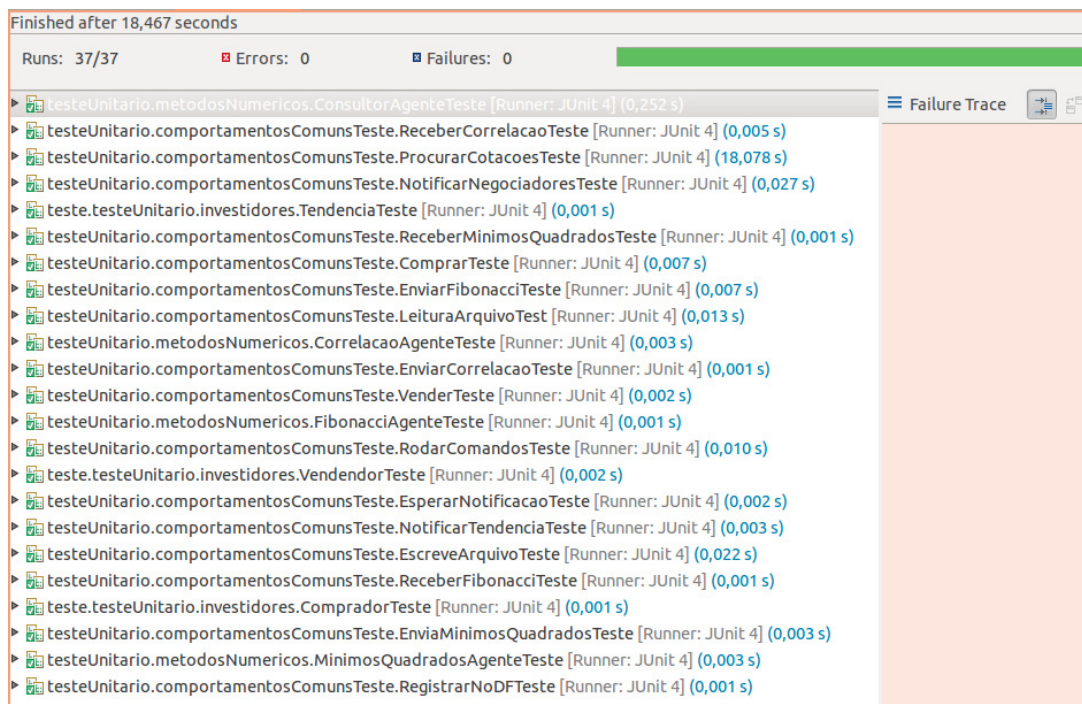 Finished after 18,467 seconds
Runs: 37/37 Errors: 0 Failures: 0
testeUnitario.metodosNumericos.ConsultorAgenteTeste [Runner: JUnit 4] (0,252 s)
Failure Trace
testeUnitario.comportamentosComunsTeste.ReceberCorrelacaoTeste [Runner: JUnit 4] (0,005 s)
testeUnitario.comportamentosComunsTeste.ProcurarCotacoesTeste [Runner: JUnit 4] (18,078 s)
testeUnitario.comportamentosComunsTeste.NotificarNegociadoresTeste [Runner: JUnit 4] (0,027 s)
teste.testeUnitario.investidores.TendenciaTeste [Runner: JUnit 4] (0,001 s)
testeUnitario.comportamentosComunsTeste.ReceberMinimosQuadradosTeste [Runner: JUnit 4] (0,001 s)
testeUnitario.comportamentosComunsTeste.ComprarTeste [Runner: JUnit 4] (0,007 s)
testeUnitario.comportamentosComunsTeste.EnviarFibonacciTeste [Runner: JUnit 4] (0,007 s)
testeUnitario.comportamentosComunsTeste.LeituraArquivoTest [Runner: JUnit 4] (0,013 s)
testeUnitario.metodosNumericos.CorrelacaoAgenteTeste [Runner: JUnit 4] (0,003 s)
testeUnitario.comportamentosComunsTeste.EnviarCorrelacaoTeste [Runner: JUnit 4] (0,001 s)
testeUnitario.comportamentosComunsTeste.VenderTeste [Runner: JUnit 4] (0,002 s)
testeUnitario.metodosNumericos.FibonacciAgenteTeste [Runner: JUnit 4] (0,001 s)
testeUnitario.comportamentosComunsTeste.RodarComandosTeste [Runner: JUnit 4] (0,010 s)
teste.testeUnitario.investidores.VendendorTeste [Runner: JUnit 4] (0,002 s)
testeUnitario.comportamentosComunsTeste.EsperarNotificacaoTeste [Runner: JUnit 4] (0,002 s)
testeUnitario.comportamentosComunsTeste.NotificarTendenciaTeste [Runner: JUnit 4] (0,003 s)
testeUnitario.comportamentosComunsTeste.EscreveArquivoTeste [Runner: JUnit 4] (0,022 s)
testeUnitario.comportamentosComunsTeste.ReceberFibonacciTeste [Runner: JUnit 4] (0,001 s)
teste.testeUnitario.investidores.CompradorTeste [Runner: JUnit 4] (0,001 s)
testeUnitario.comportamentosComunsTeste.EnviaMinimosQuadradosTeste [Runner: JUnit 4] (0,003 s)
testeUnitario.metodosNumericos.MinimosQuadradosAgenteTeste [Runner: JUnit 4] (0,003 s)
testeUnitario.comportamentosComunsTeste.RegistrarNoDFTeste [Runner: JUnit 4] (0,001 s)